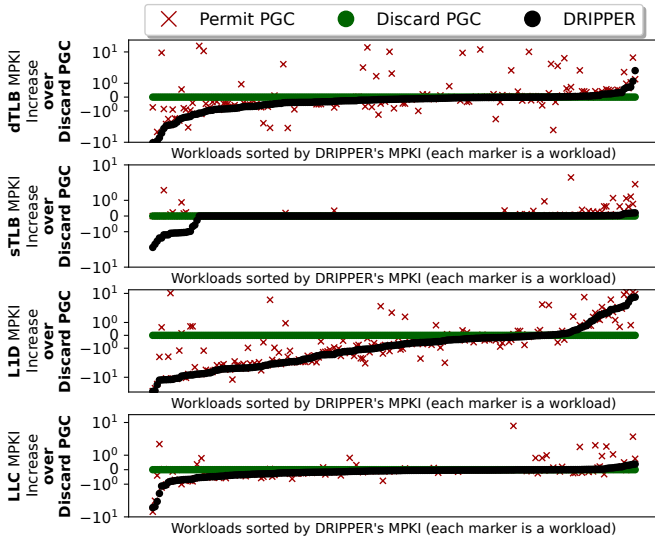 Permit PGC Discard PGC DRIPPER
dTLB MPKI
Increase
over
Discard PGC
10¹
10⁰
0
−10⁰
−10¹
Workloads sorted by DRIPPER's MPKI (each marker is a workload)
sTLB MPKI
Increase
over
Discard PGC
10¹
10⁰
0
−10⁰
−10¹
Workloads sorted by DRIPPER's MPKI (each marker is a workload)
L1D MPKI
Increase
over
Discard PGC
10¹
10⁰
0
−10⁰
−10¹
Workloads sorted by DRIPPER's MPKI (each marker is a workload)
LLC MPKI
Increase
over
Discard PGC
10¹
10⁰
0
−10⁰
−10¹
Workloads sorted by DRIPPER's MPKI (each marker is a workload)